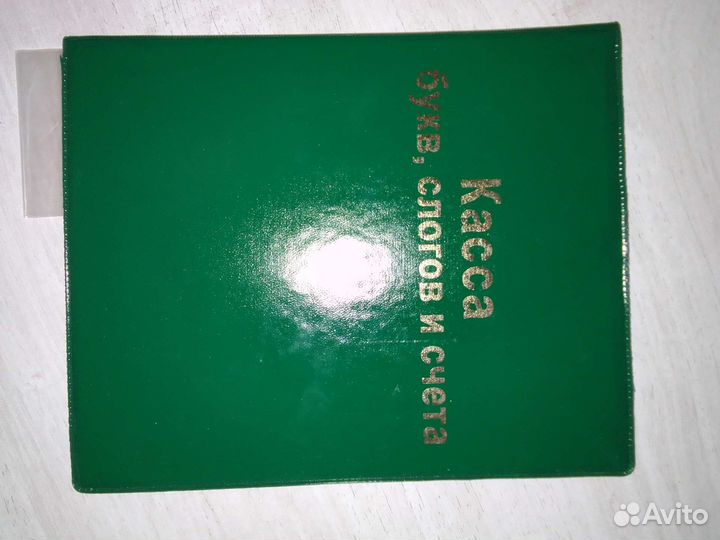 Касса
букв, слогов и счета
Avito